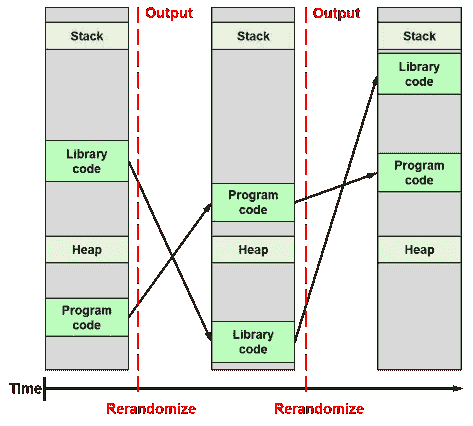 Output
Output
Stack
Stack
Stack
Library
code
Library
code
Program
code
Program
code
Heap
Heap
Heap
Program
code
Library
code
Time
Rerandomize
Rerandomize